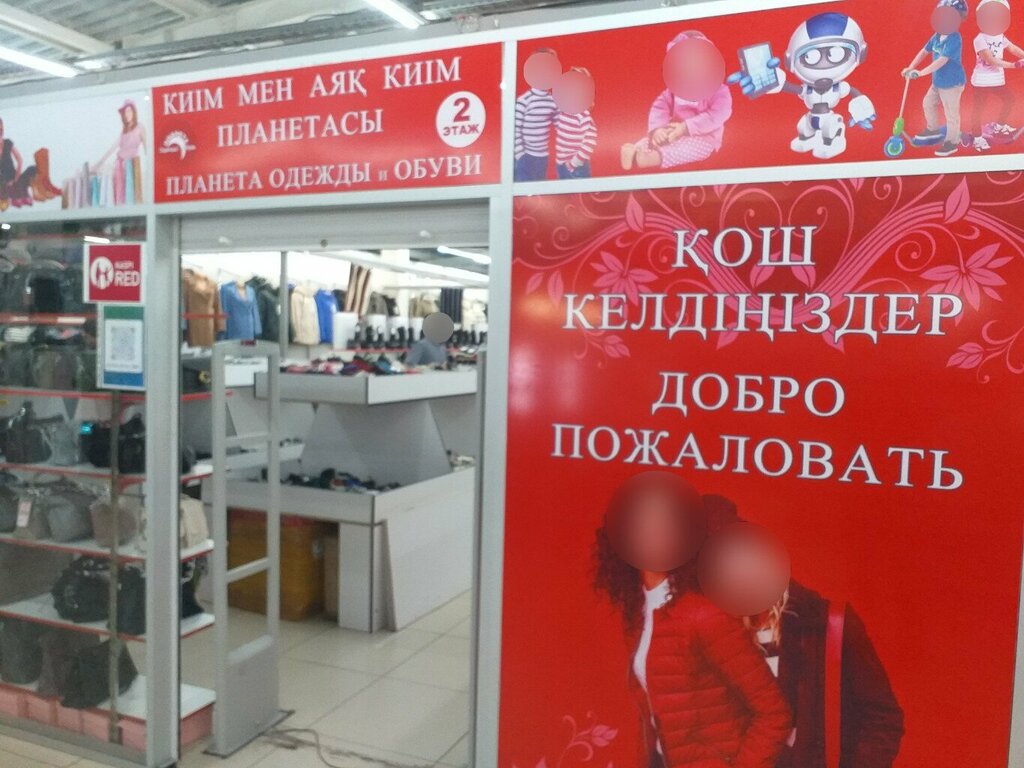 КИІМ МЕН АЯҚ КИІМ
ПЛАНЕТАСЫ
2
ЭТАЖ
ПЛАНЕТА ОДЕЖДЫ и ОБУВИ
RED
ҚОШ
КЕЛДІҢІЗДЕР
ДОБРО
ПОЖАЛОВАТЬ